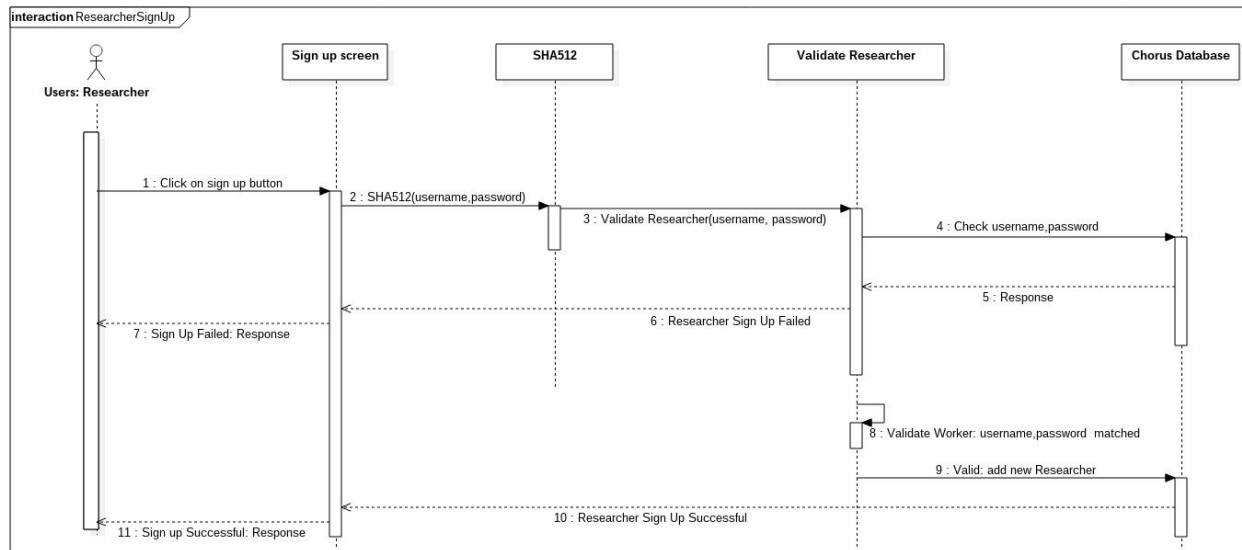 interaction ResearcherSignUp
Users: Researcher
Sign up screen
SHA512
Validate Researcher
Chorus Database
1 : Click on sign up button
2 : SHA512(username,password)
3 : Validate Researcher(username, password)
4 : Check username,password
5 : Response
6 : Researcher Sign Up Failed
7 : Sign Up Failed: Response
8 : Validate Worker: username,password matched
9 : Valid: add new Researcher
10 : Researcher Sign Up Successful
11 : Sign up Successful: Response